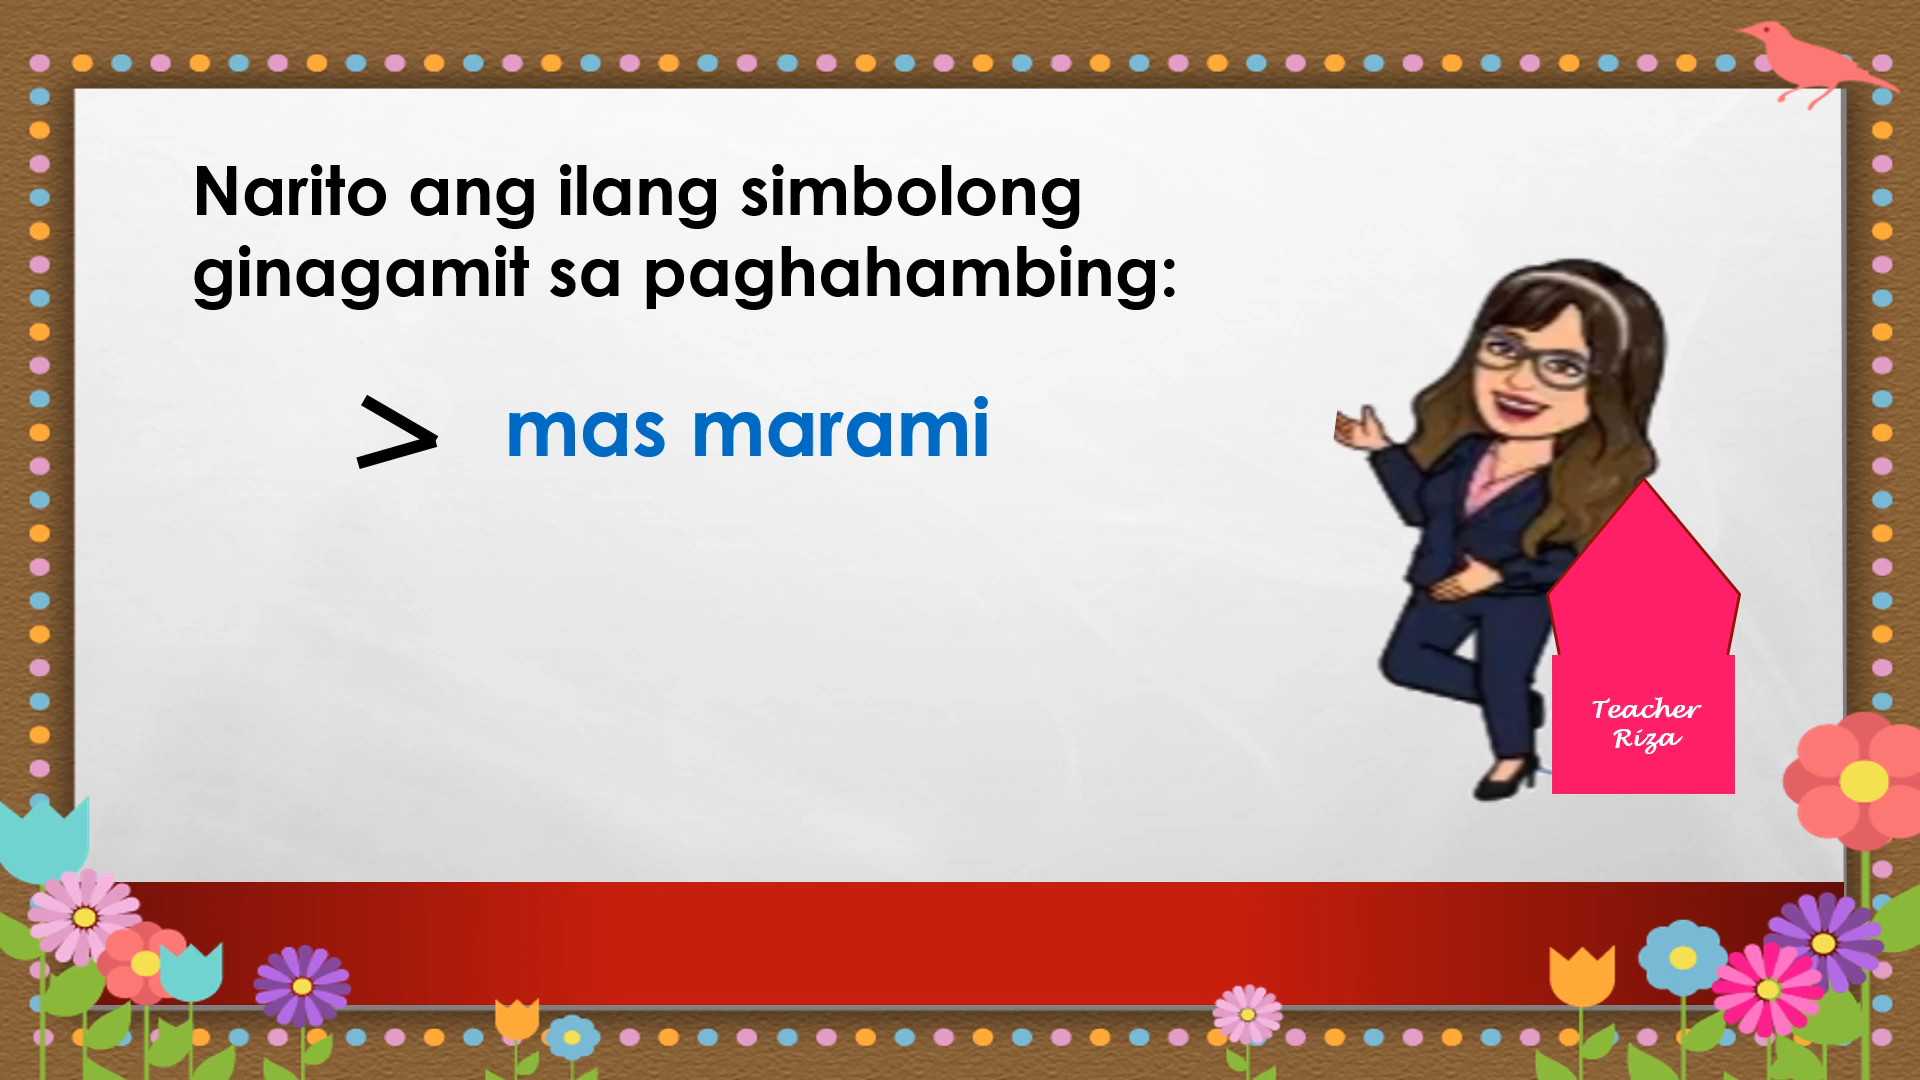 Narito ang ilang simbolong
ginagamit sa paghahambing:
> mas marami
Teacher
Riza